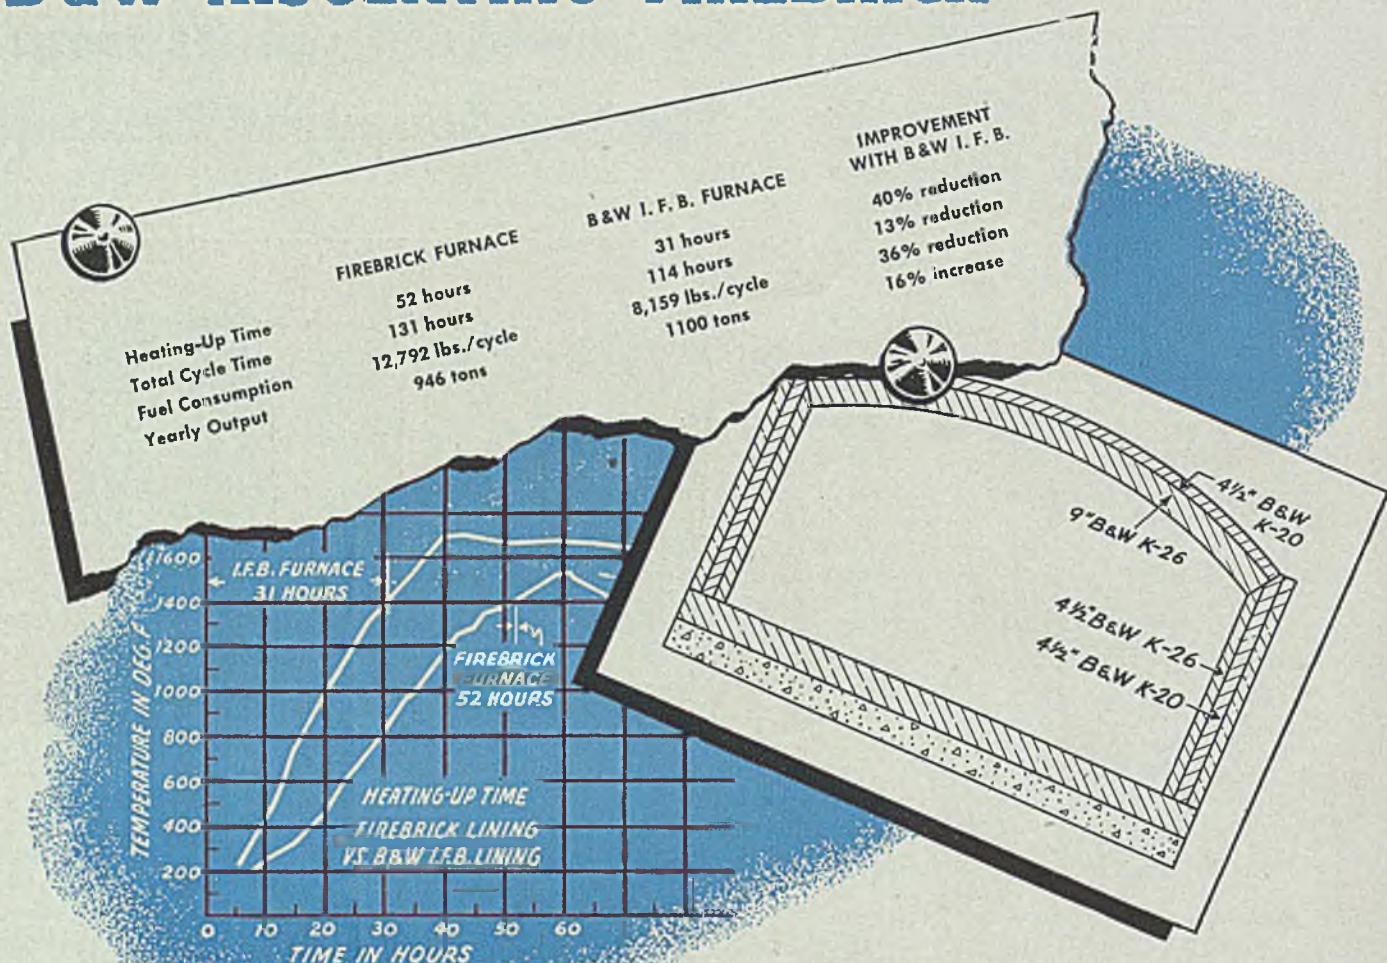 B&W INSULATING FIREBRICK
IMPROVEMENT
WITH B&W I. F. B.
FIREBRICK FURNACE B&W I. F. B. FURNACE
Heating-Up Time 52 hours 31 hours 40% reduction
Total Cycle Time 131 hours 114 hours 13% reduction
Fuel Consumption 12,792 lbs./cycle 8,159 lbs./cycle 36% reduction
Yearly Output 946 tons 1100 tons 16% increase
4½" B&W
K-20
9" B&W K-26
4½" B&W K-26
4½" B&W K-20
TEMPERATURE IN DEG. F
1600
1400
1200
1000
800
600
400
200
I.F.B. FURNACE
31 HOURS
FIREBRICK
FURNACE
52 HOURS
HEATING-UP TIME
FIREBRICK LINING
VS. B&W I.F.B. LINING
0 10 20 30 40 50 60
TIME IN HOURS